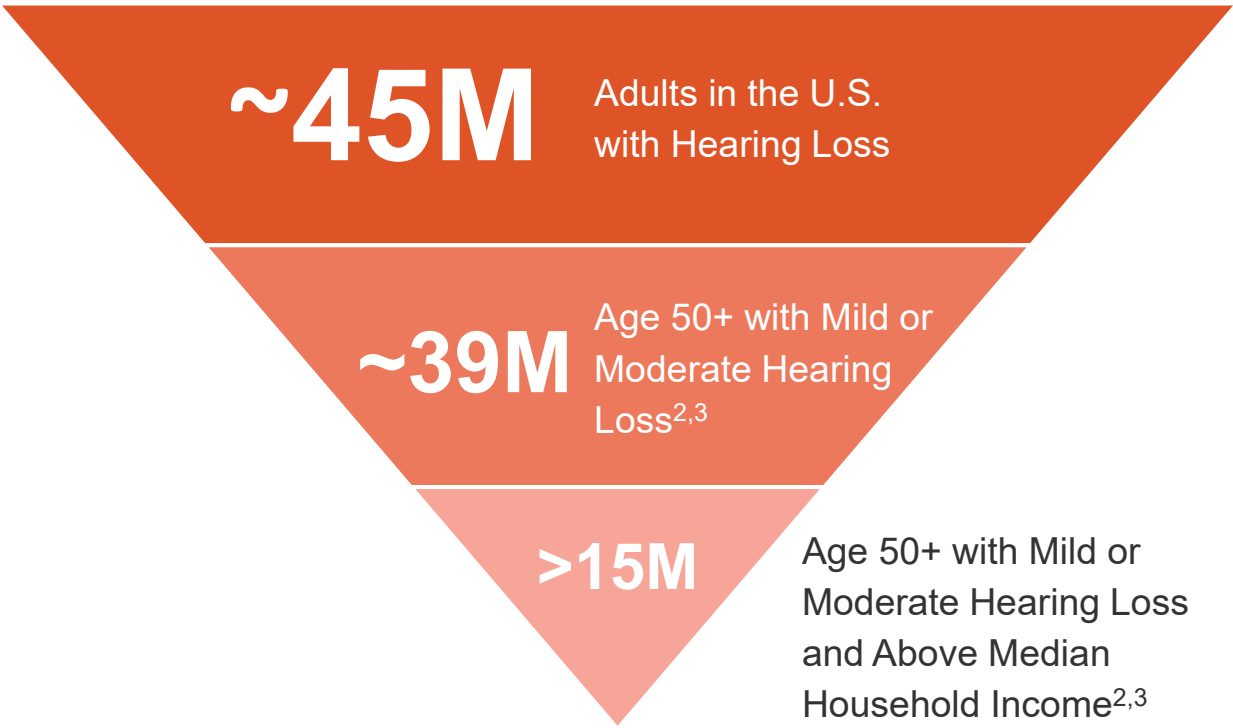 ~45M
Adults in the U.S.
with Hearing Loss
~39M
Age 50+ with Mild or
Moderate Hearing
Loss2,3
>15M
Age 50+ with Mild or
Moderate Hearing Loss
and Above Median
Household Income2,3